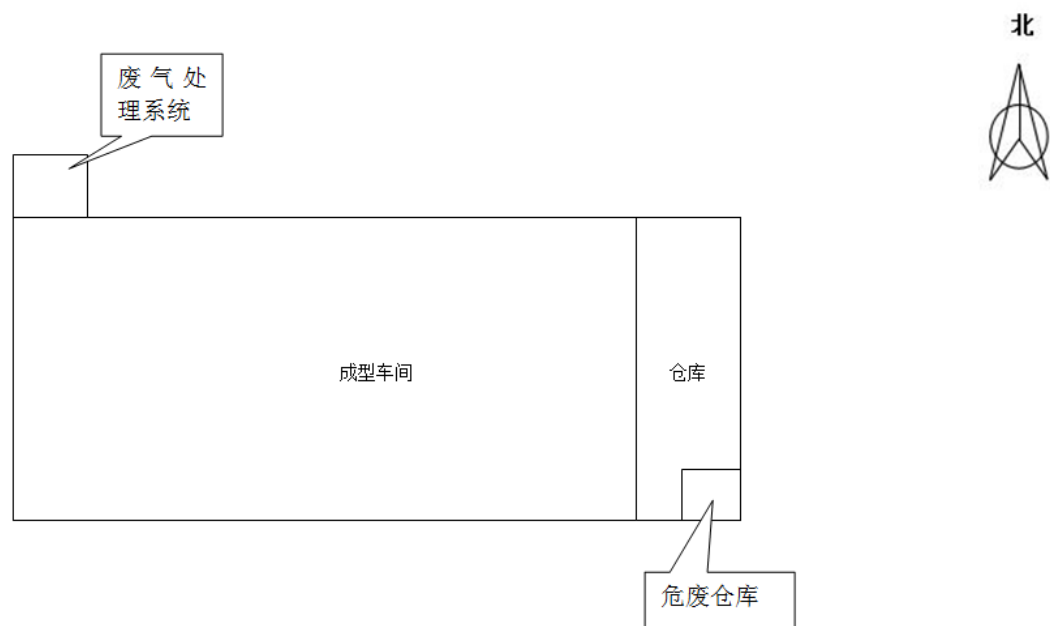 北
废气处
理系统
成型车间
仓库
危废仓库